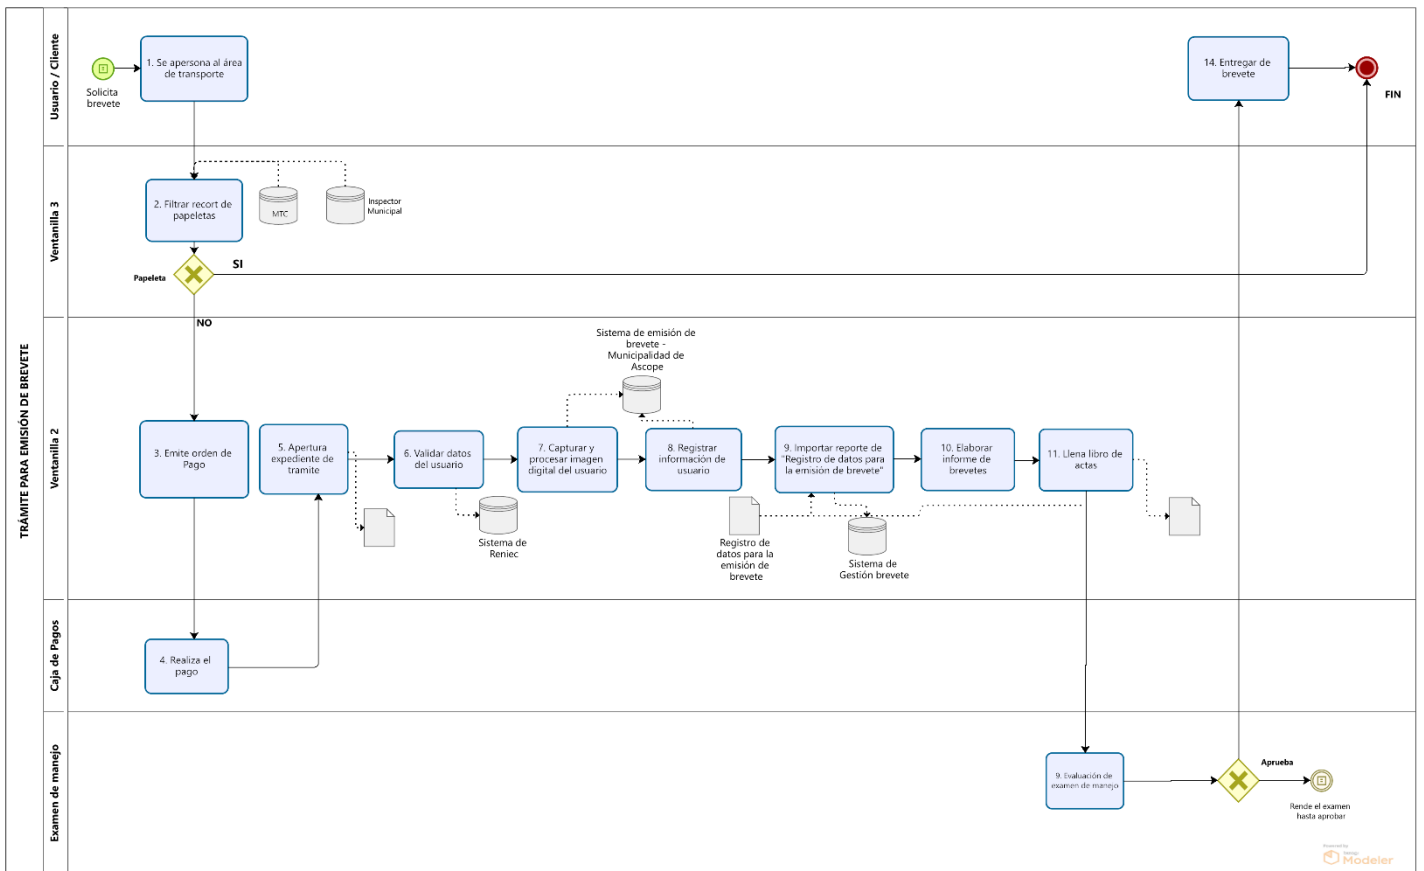 TRÁMITE PARA EMISIÓN DE BREVETE
Usuario / Cliente
Solicita
brevete
1. Se apersona al área
de transporte
14. Entregar de
brevete
FIN
Ventanilla 3
2. Filtrar recort de
papeletas
MTC
Inspector
Municipal
Papeleta
SI
NO
Ventanilla 2
Sistema de emisión de
brevete -
Municipalidad de
Ascope
3. Emite orden de
Pago
5. Apertura
expediente de
tramite
6. Validar datos
del usuario
7. Capturar y
procesar imagen
digital del usuario
8. Registrar
información de
usuario
9. Importar reporte de
"Registro de datos para
la emisión de brevete"
10. Elaborar
informe de
brevetes
11. Llena libro de
actas
Sistema de
Reniec
Registro de
datos para la
emisión de
brevete
Sistema de
Gestión brevete
Caja de Pagos
4. Realiza el
pago
Examen de manejo
9. Evaluación de
examen de manejo
Aprueba
Rende el examen
hasta aprobar
Powered by
Modeler